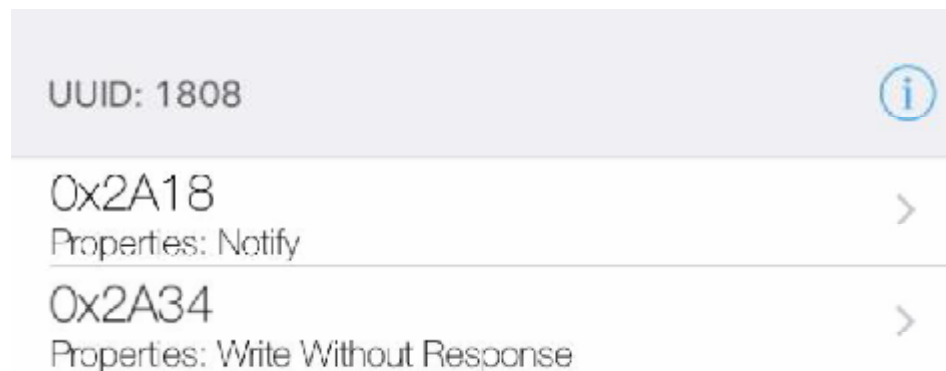 UUID: 1808
0x2A18
Properties: Notify
0x2A34
Properties: Write Without Response